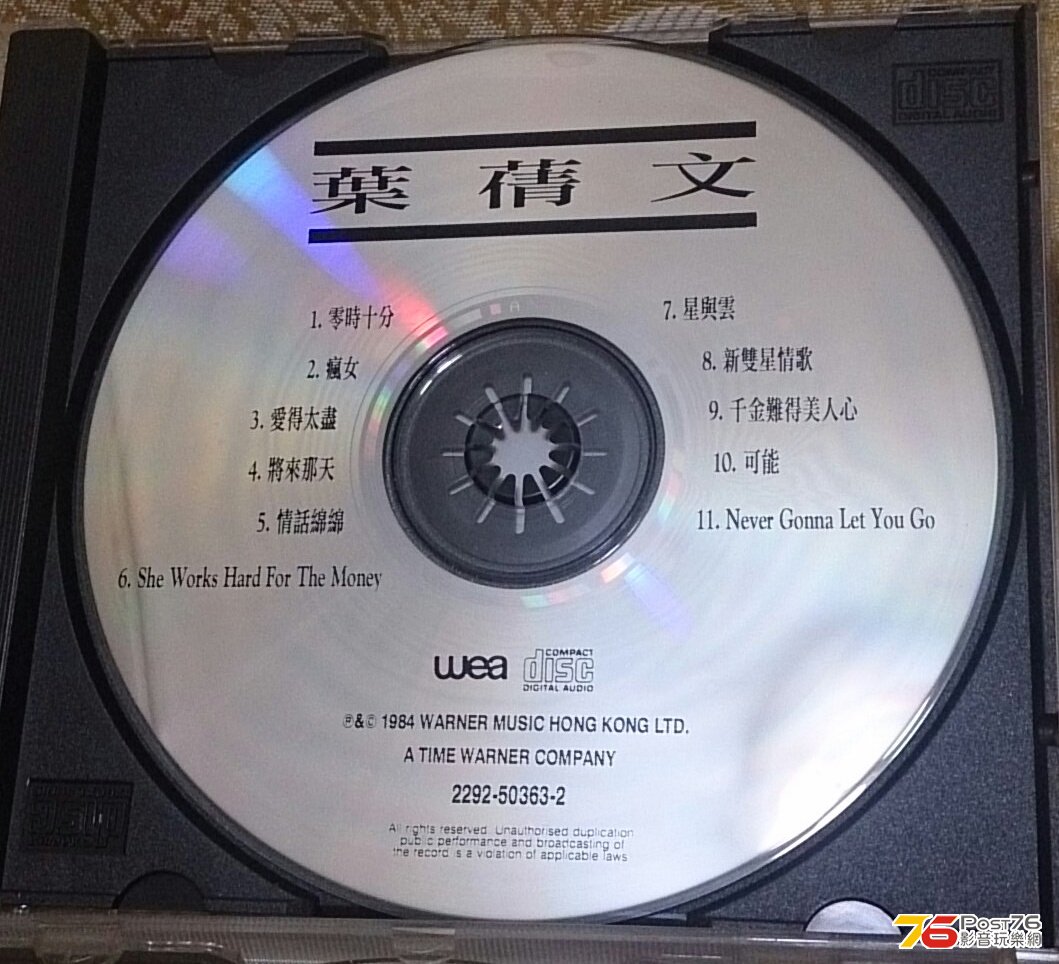 COMPACT
disc
DIGITAL AUDIO
葉蒨文
1. 零時十分
2. 瘋女
3. 愛得太盡
4. 將來那天
5. 情話綿綿
6. She Works Hard For The Money
7. 星與雲
8. 新雙星情歌
9. 千金難得美人心
10. 可能
11. Never Gonna Let You Go
wea
COMPACT
disc
DIGITAL AUDIO
℗&© 1984 WARNER MUSIC HONG KONG LTD.
A TIME WARNER COMPANY
2292-50363-2
All rights reserved. Unauthorised duplication
public performance and broadcasting of
the record is a violation of applicable laws
76 Post76
影音玩樂網